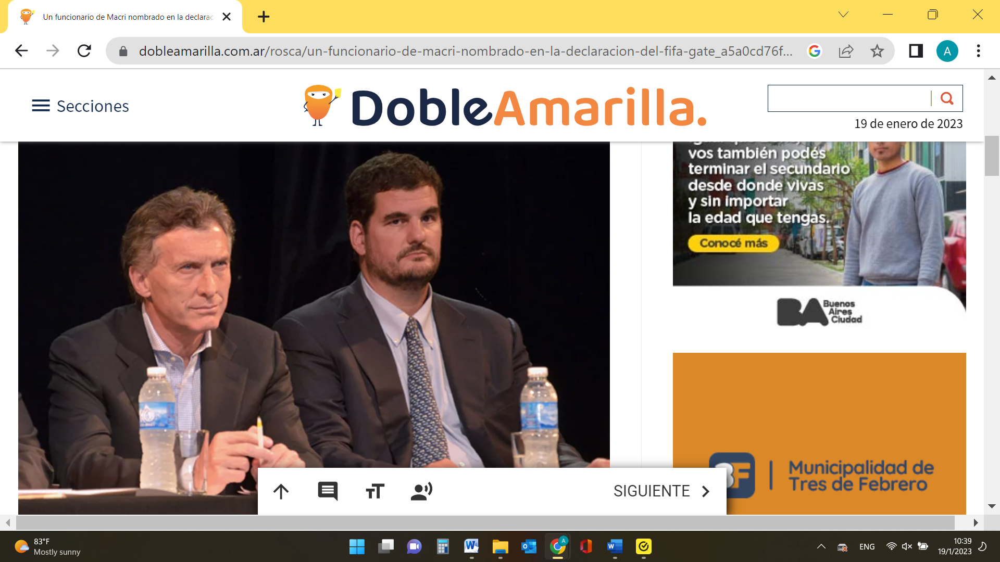 Un funcionario de Macri nombrado en la declarac
dobleamarilla.com.ar/rosca/un-funcionario-de-macri-nombrado-en-la-declaracion-del-fifa-gate_a5a0cd76f...
A
Secciones
DobleAmarilla.
19 de enero de 2023
vos también podés
terminar el secundario
desde donde vivas
y sin importar
la edad que tengas.
Conocé más
BA Buenos
Aires
Ciudad
3F Municipalidad de
Tres de Febrero
SIGUIENTE
83°F
Mostly sunny
A
ENG
10:39
19/1/2023